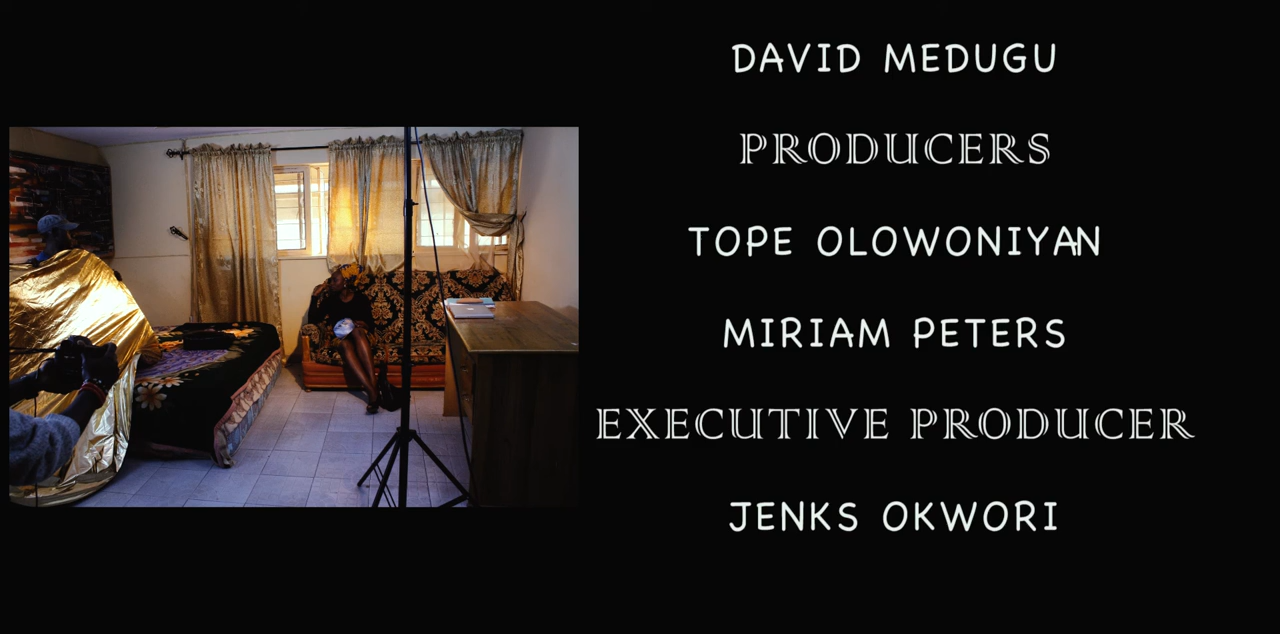 DAVID MEDUGU
PRODUCERS
TOPE OLOWONIYAN
MIRIAM PETERS
EXECUTIVE PRODUCER
JENKS OKWORI